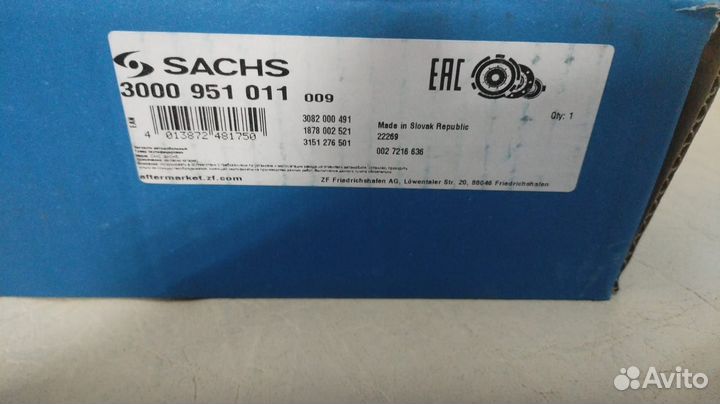 SACHS
EAC
3000 951 011 009
Qty: 1
EAN
4 013872 481750
3082 000 491
1878 002 521
3151 276 501
Made in Slovak Republic
22269
002 7216 636
aftermarket.zf.com
ZF Friedrichshafen AG, Löwentaler Str. 20, 88046 Friedrichshafen
Avito